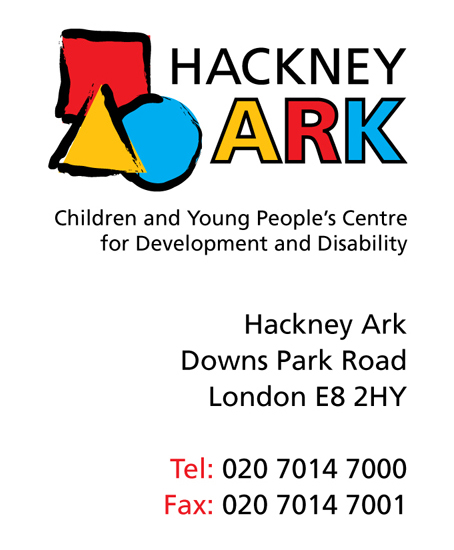 HACKNEY
ARK
Children and Young People's Centre
for Development and Disability
Hackney Ark
Downs Park Road
London E8 2HY
Tel: 020 7014 7000
Fax: 020 7014 7001